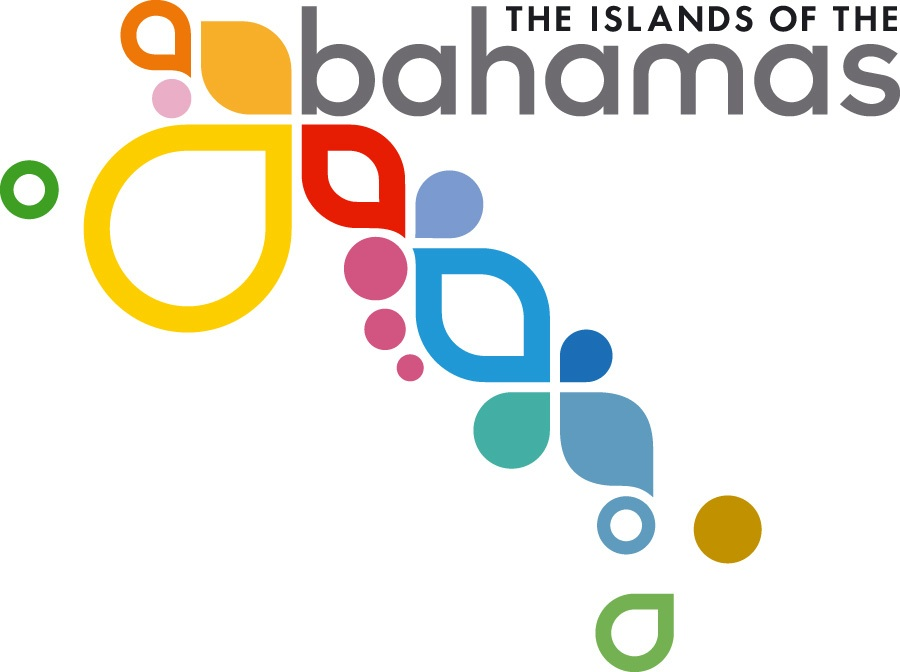 THE ISLANDS OF THE
bahamas